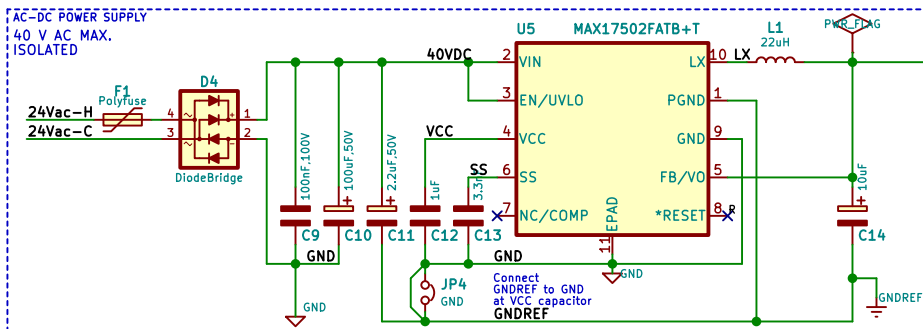 AC-DC POWER SUPPLY
40 V AC MAX.
ISOLATED
U5
MAX17502FATB+T
L1
22uH
PWR_FLAG
40VDC
2
VIN
LX
10
LX
F1
Polyfuse
D4
24Vac-H
4
1
24Vac-C
3
2
DiodeBridge
3
EN/UVLO
PGND
1
VCC
4
VCC
GND
9
SS
6
SS
FB/VO
5
7
NC/COMP
*RESET
8
R
EPAD
11
100nF,100V
C9
100uF,50V
C10
2.2uF,50V
C11
1uF
C12
3.3n
C13
10uF
C14
GND
GND
GND
GND
JP4
GND
Connect
GNDREF to GND
at VCC capacitor
GNDREF
GNDREF